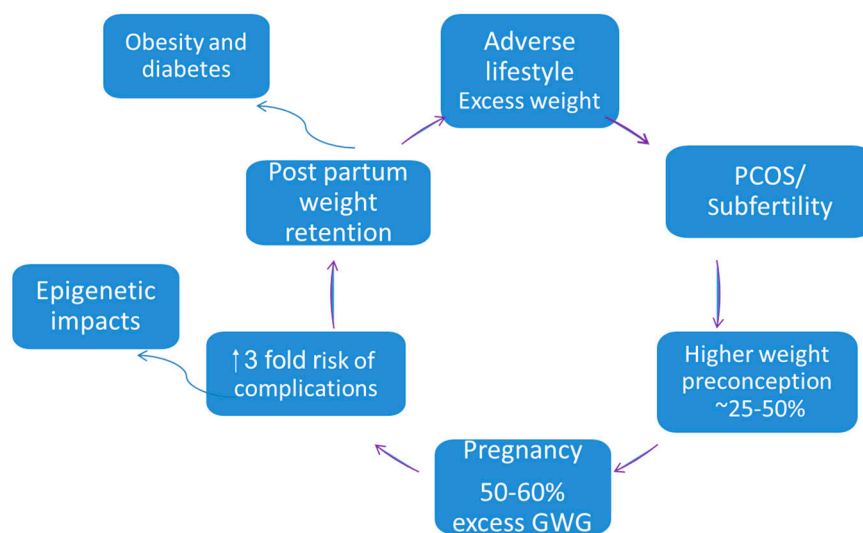 Obesity and
diabetes
Adverse
lifestyle
Excess weight
Post partum
weight
retention
PCOS/
Subfertility
Epigenetic
impacts
↑3 fold risk of
complications
Higher weight
preconception
~25-50%
Pregnancy
50-60%
excess GWG